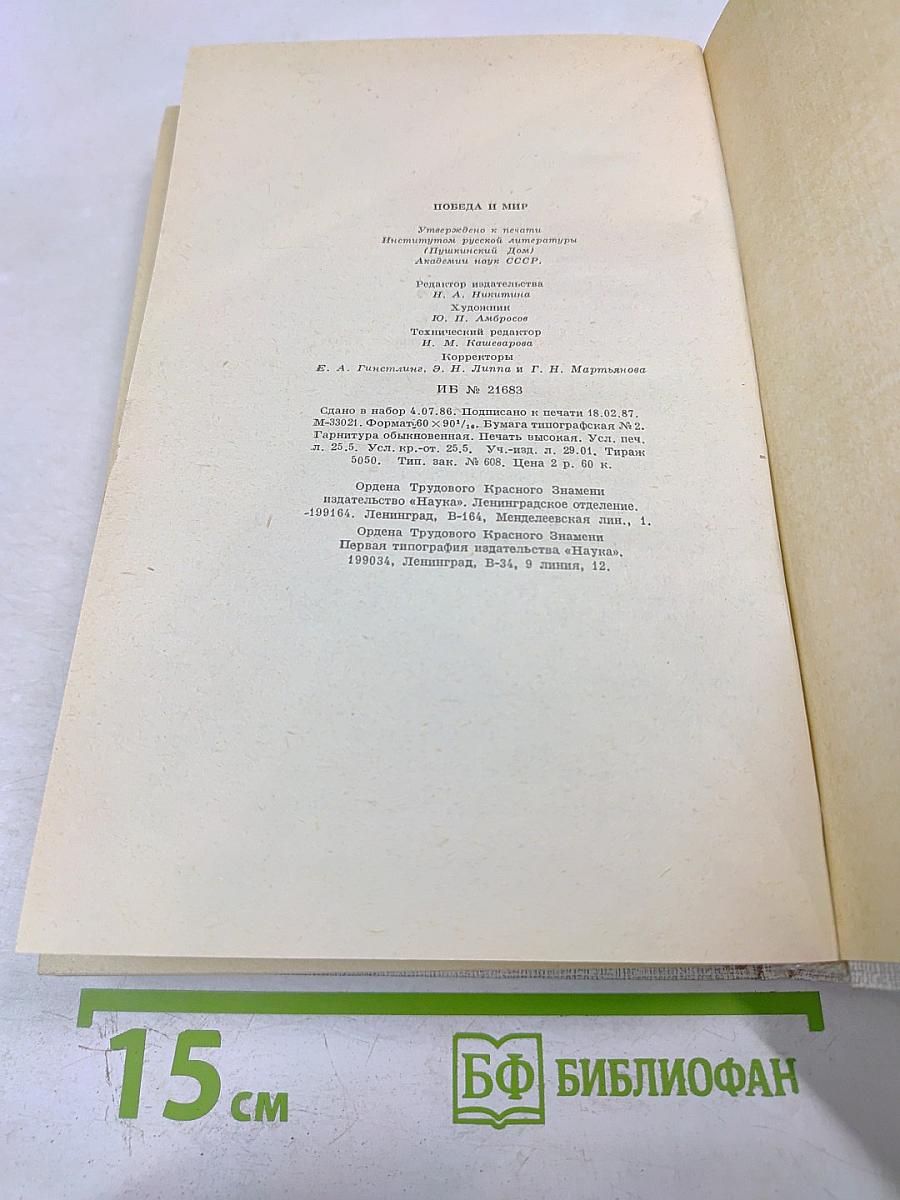 ПОБЕДА И МИР
Утверждено к печати
Институтом русской литературы
(Пушкинский Дом)
Академии наук СССР.
Редактор издательства
Н. А. Никитина
Художник
Ю. П. Амбросов
Технический редактор
И. М. Кашеварова
Корректоры
Е. А. Гинстлинг, Э. Н. Липпа и Г. Н. Мартьянова
ИБ № 21683
Сдано в набор 4.07.86. Подписано к печати 18.02.87.
М-33021. Формат 60×90¹/₁₆. Бумага типографская № 2.
Гарнитура обыкновенная. Печать высокая. Усл. печ.
л. 25.5. Усл. кр.-от. 25.5. Уч.-изд. л. 29.01. Тираж
5050. Тип. зак. № 608. Цена 2 р. 60 к.
Ордена Трудового Красного Знамени
издательство «Наука». Ленинградское отделение.
-199164. Ленинград, В-164, Менделеевская лин., 1.
Ордена Трудового Красного Знамени
Первая типография издательства «Наука».
199034, Ленинград, В-34, 9 линия, 12.
15 см
БФ БИБЛИОФАН